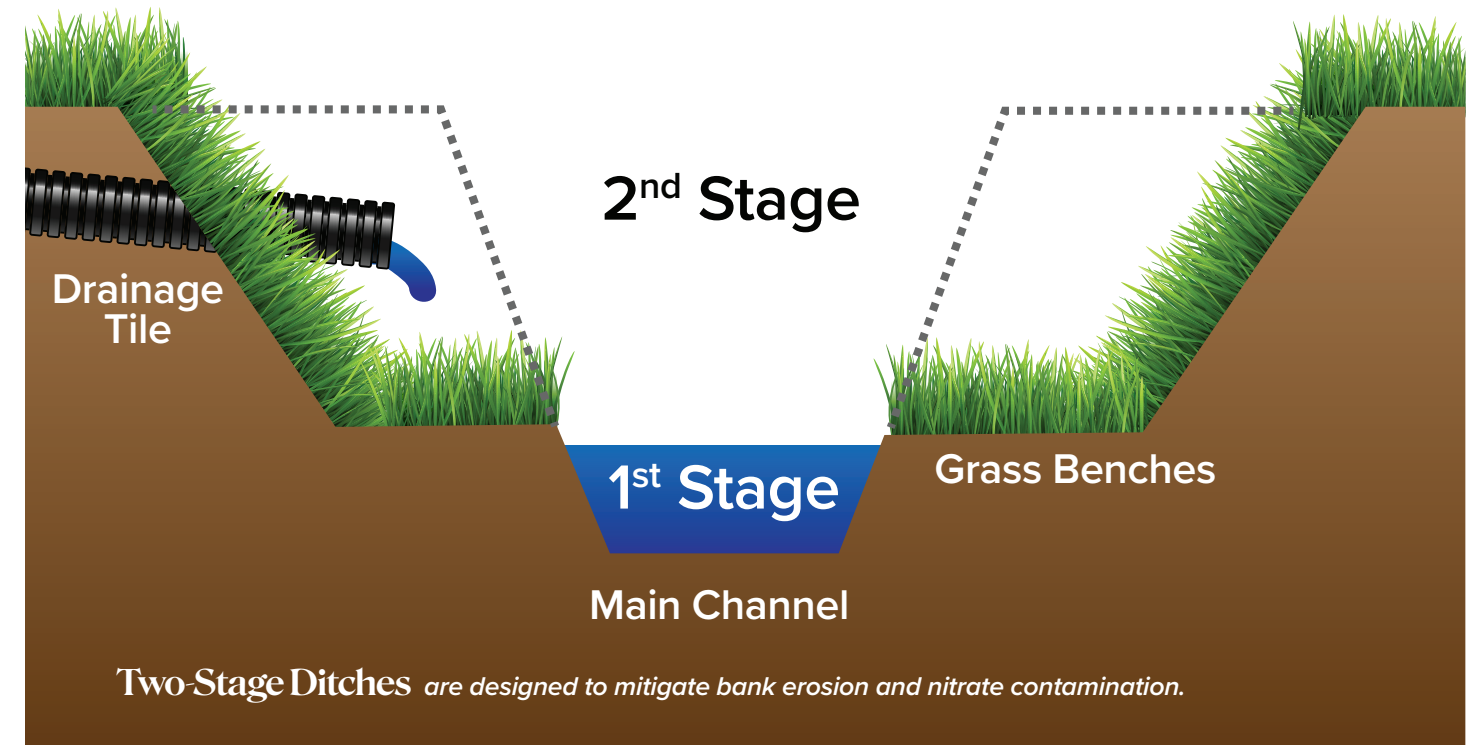 2nd Stage
Drainage
Tile
1st Stage
Grass Benches
Main Channel
Two-Stage Ditches are designed to mitigate bank erosion and nitrate contamination.